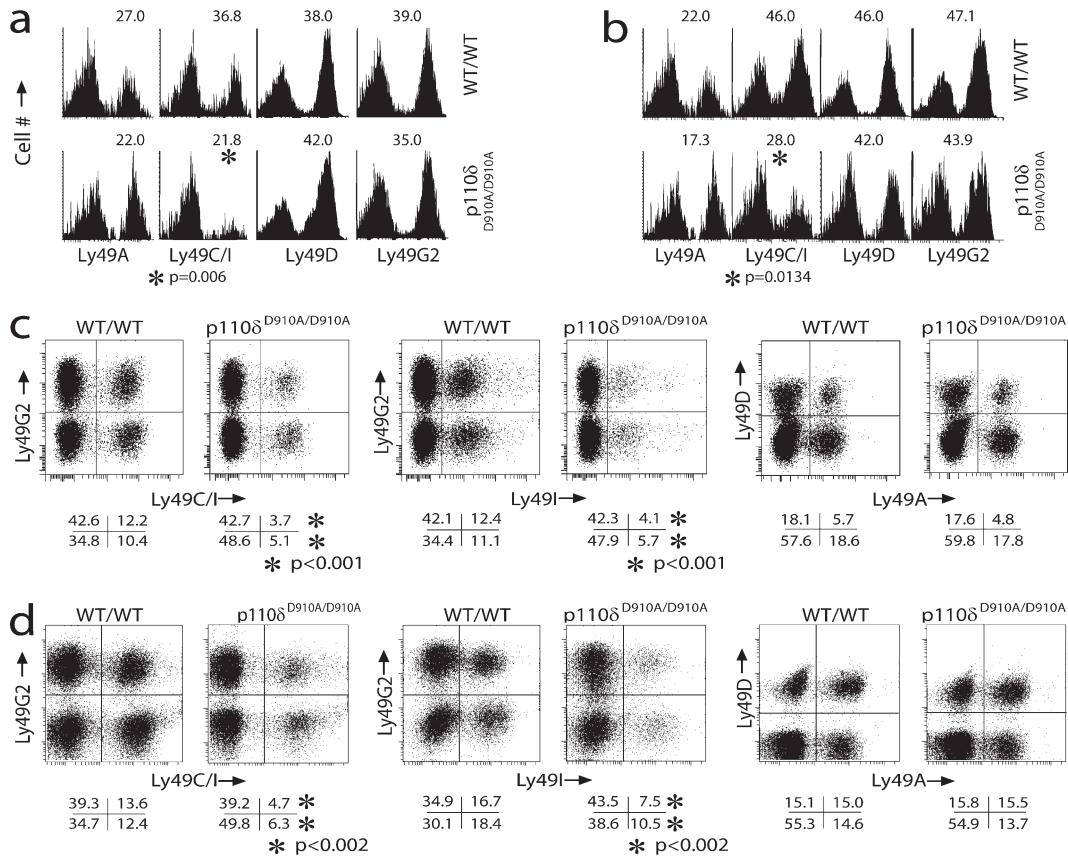 a
27.0 36.8 38.0 39.0
WT/WT
Cell #
22.0 21.8 42.0 35.0
*
p110δ D910A/D910A
Ly49A Ly49C/I Ly49D Ly49G2
* p=0.006
b
22.0 46.0 46.0 47.1
WT/WT
17.3 28.0 42.0 43.9
*
p110δ D910A/D910A
Ly49A Ly49C/I Ly49D Ly49G2
* p=0.0134
c
WT/WT p110δ D910A/D910A WT/WT p110δ D910A/D910A WT/WT p110δ D910A/D910A
Ly49G2 Ly49G2 Ly49D
Ly49C/I Ly49I Ly49A
42.6 12.2 42.7 3.7 * 42.1 12.4 42.3 4.1 * 18.1 5.7 17.6 4.8
34.8 10.4 48.6 5.1 * 34.4 11.1 47.9 5.7 * 57.6 18.6 59.8 17.8
* p<0.001 * p<0.001
d
WT/WT p110δ D910A/D910A WT/WT p110δ D910A/D910A WT/WT p110δ D910A/D910A
Ly49G2 Ly49G2 Ly49D
Ly49C/I Ly49I Ly49A
39.3 13.6 39.2 4.7 * 34.9 16.7 43.5 7.5 * 15.1 15.0 15.8 15.5
34.7 12.4 49.8 6.3 * 30.1 18.4 38.6 10.5 * 55.3 14.6 54.9 13.7
* p<0.002 * p<0.002